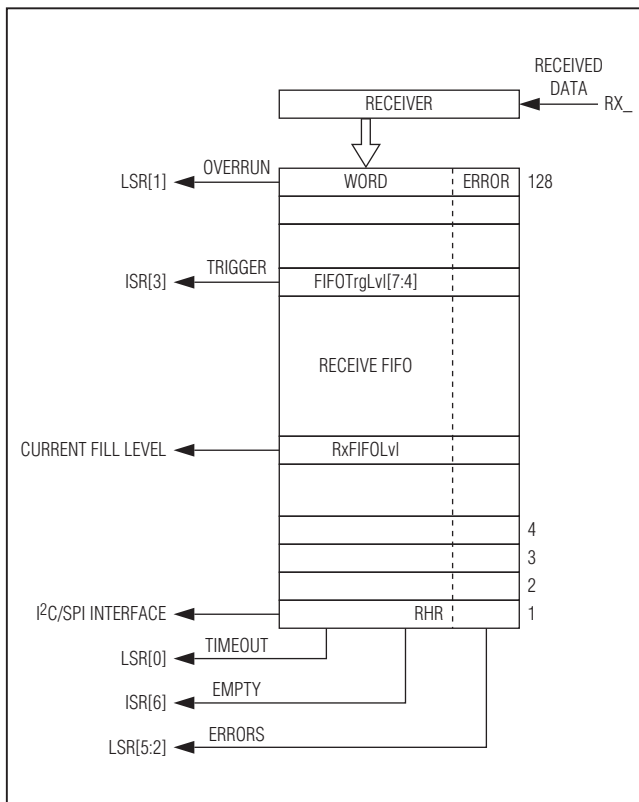 RECEIVED
DATA
RECEIVER
RX_
OVERRUN
LSR[1]
WORD
ERROR
128
TRIGGER
ISR[3]
FIFOTrgLvl[7:4]
RECEIVE FIFO
CURRENT FILL LEVEL
RxFIFOLvl
4
3
2
I²C/SPI INTERFACE
RHR
1
TIMEOUT
LSR[0]
EMPTY
ISR[6]
ERRORS
LSR[5:2]